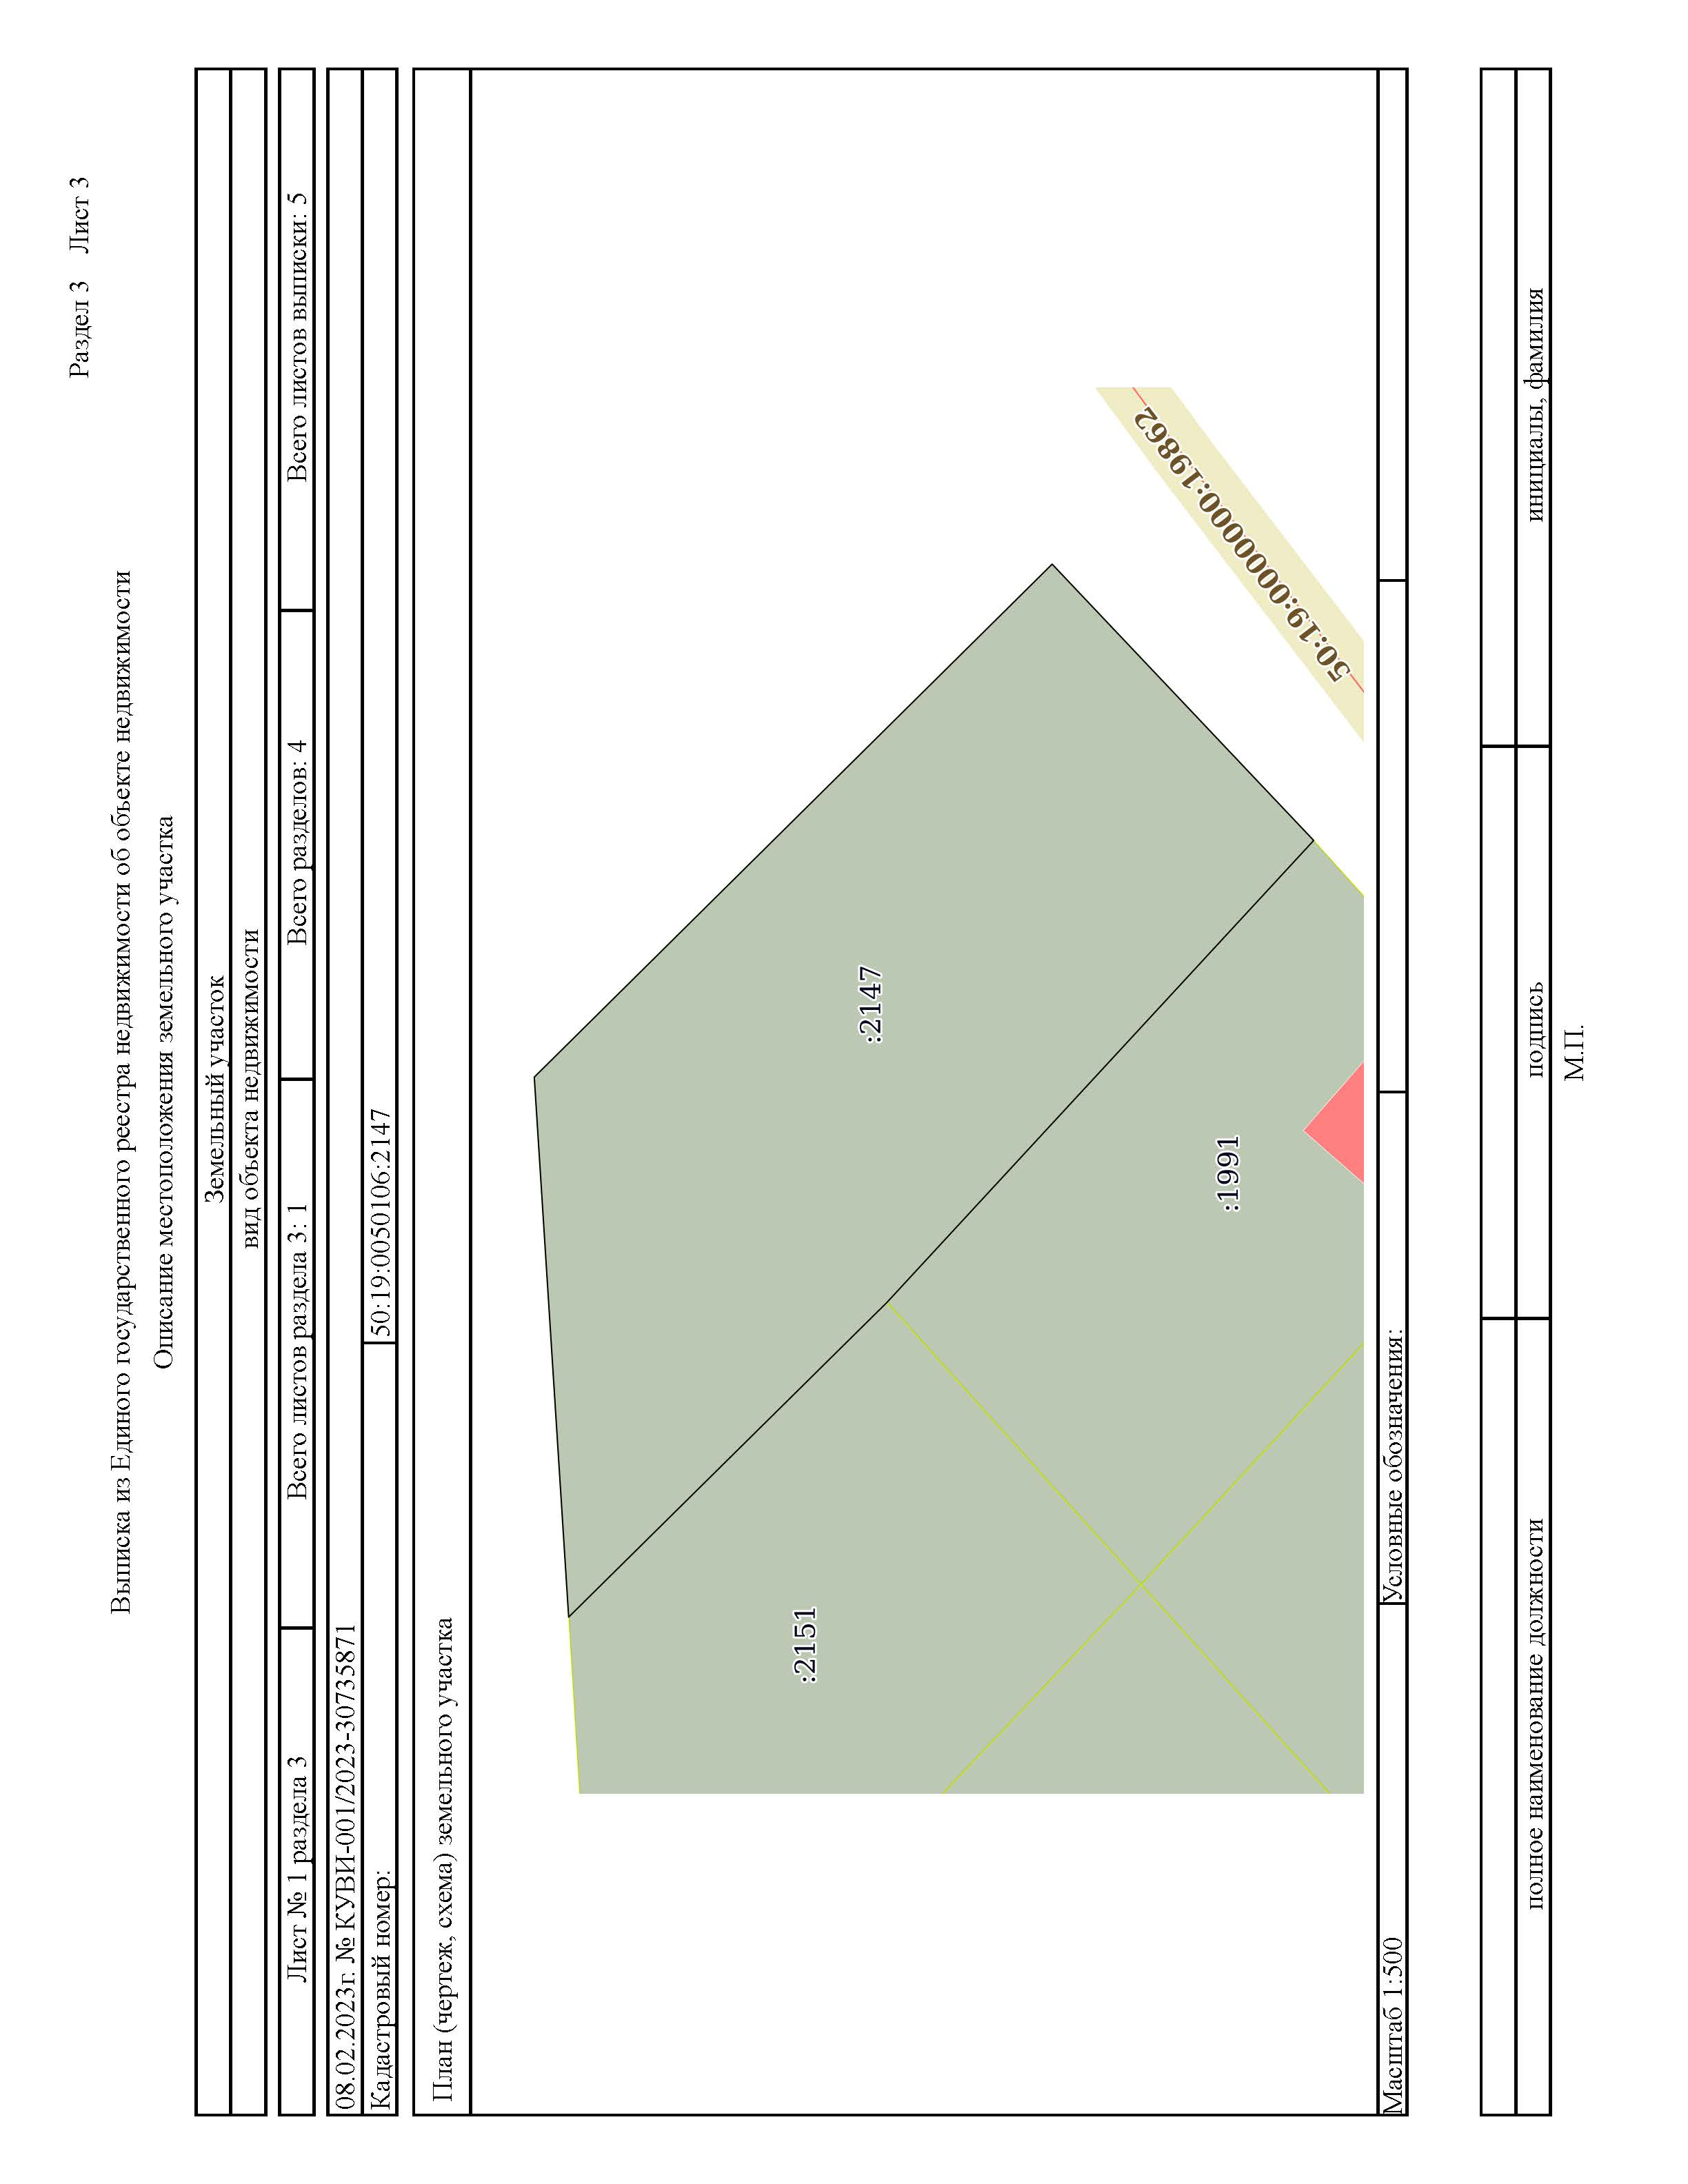 Раздел 3 Лист 3
Выписка из Единого государственного реестра недвижимости об объекте недвижимости
Описание местоположения земельного участка
Земельный участок
вид объекта недвижимости
Лист № 1 раздела 3 Всего листов раздела 3: 1 Всего разделов: 4 Всего листов выписки: 5
08.02.2023г. № КУВИ-001/2023-30735871
Кадастровый номер: 50:19:0050106:2147
План (чертеж, схема) земельного участка
:2151
:2147
:1991
50:19:0000000:19862
Масштаб 1:500 Условные обозначения:
полное наименование должности подпись инициалы, фамилия
М.П.